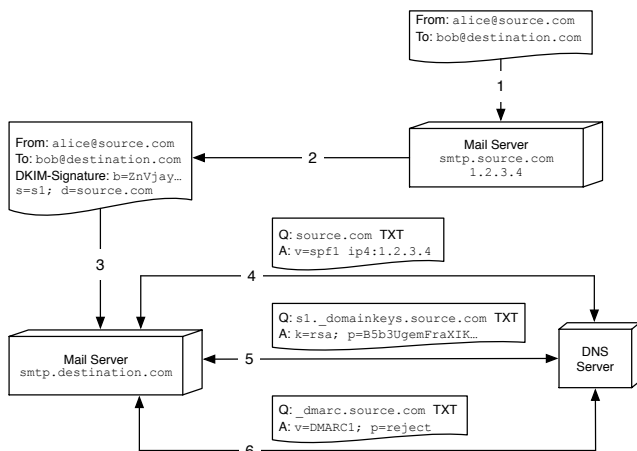 From: alice@source.com
To: bob@destination.com
1
Mail Server
smtp.source.com
1.2.3.4
2
From: alice@source.com
To: bob@destination.com
DKIM-Signature: b=ZnVjay…
s=s1; d=source.com
3
Q: source.com TXT
A: v=spf1 ip4:1.2.3.4
4
Q: s1._domainkeys.source.com TXT
A: k=rsa; p=B5b3UgemFraXIK…
5
Mail Server
smtp.destination.com
DNS
Server
Q: _dmarc.source.com TXT
A: v=DMARC1; p=reject
6